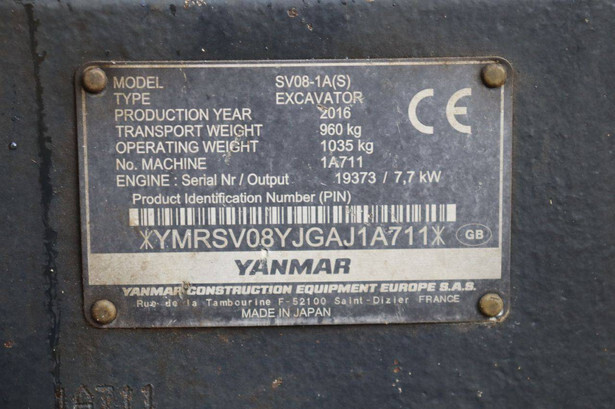 MODEL SV08-1A(S)
TYPE EXCAVATOR
PRODUCTION YEAR 2016
TRANSPORT WEIGHT 960 kg
OPERATING WEIGHT 1035 kg
No. MACHINE 1A711
ENGINE : Serial Nr / Output 19373 / 7,7 kW
CE
Product Identification Number (PIN)
*YMRSV08YJGAJ1A711*
GB
YANMAR
YANMAR CONSTRUCTION EQUIPMENT EUROPE S.A.S.
Rue de la Tambourine F-52100 Saint-Dizier FRANCE
MADE IN JAPAN
1A711